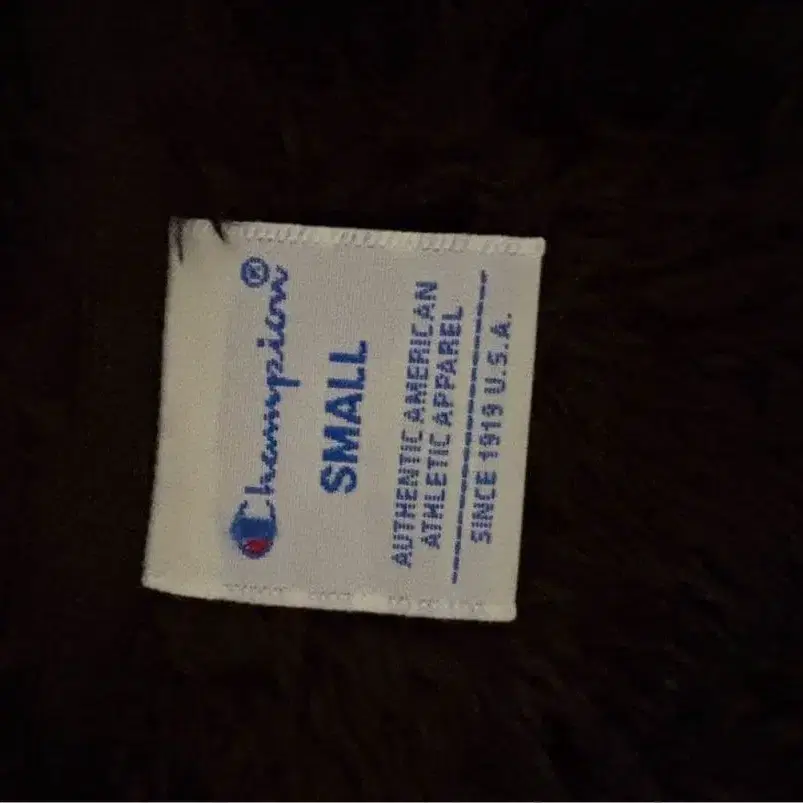 Champion®
SMALL
AUTHENTIC AMERICAN
ATHLETIC APPAREL
SINCE 1919 U.S.A.